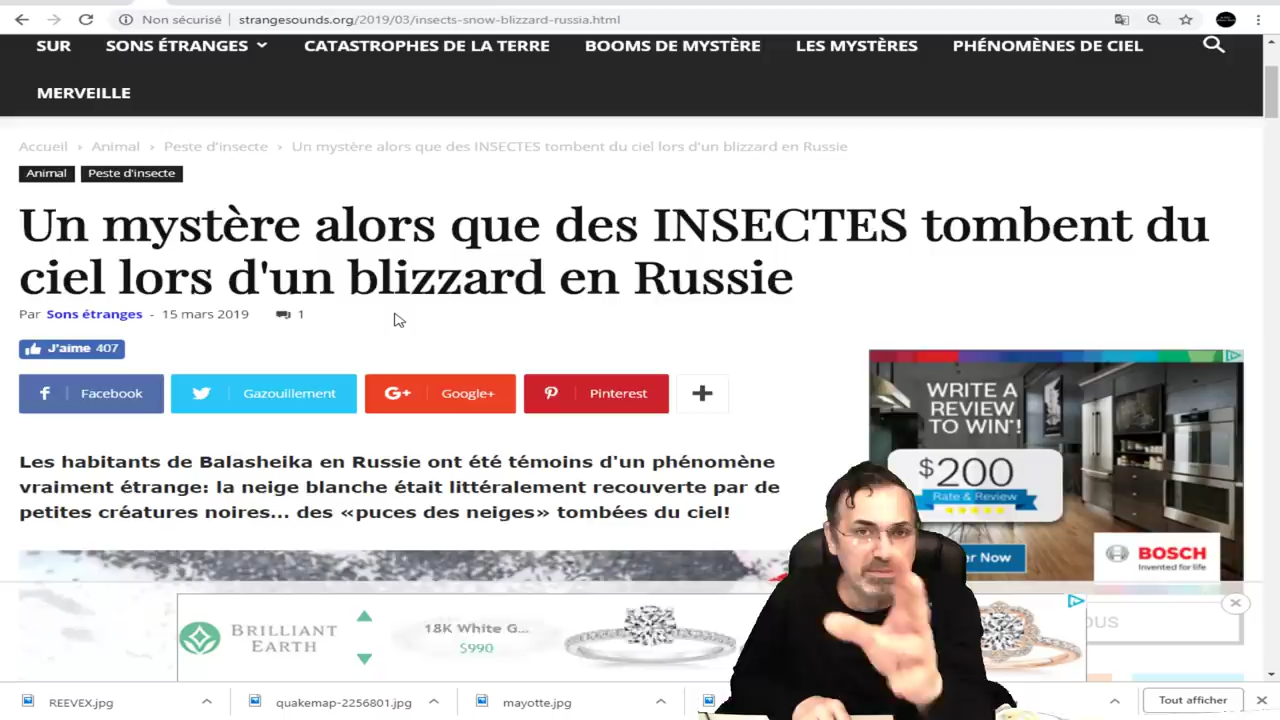 Non sécurisé | strangesounds.org/2019/03/insects-snow-blizzard-russia.html
SUR SONS ÉTRANGES CATASTROPHES DE LA TERRE BOOMS DE MYSTÈRE LES MYSTÈRES PHÉNOMÈNES DE CIEL
MERVEILLE
Accueil › Animal › Peste d'insecte › Un mystère alors que des INSECTES tombent du ciel lors d'un blizzard en Russie
Animal Peste d'insecte
Un mystère alors que des INSECTES tombent du
ciel lors d'un blizzard en Russie
Par Sons étranges - 15 mars 2019 1
J'aime 407
Facebook Gazouillement G+ Google+ Pinterest +
WRITE A
REVIEW
TO WIN*!
$200
Rate & Review
Now
BOSCH
Invented for life
Les habitants de Balasheika en Russie ont été témoins d'un phénomène
vraiment étrange: la neige blanche était littéralement recouverte par de
petites créatures noires... des «puces des neiges» tombées du ciel!
BRILLIANT
EARTH
18K White G...
$990
REEVEX.jpg quakemap-2256801.jpg mayotte.jpg Tout afficher